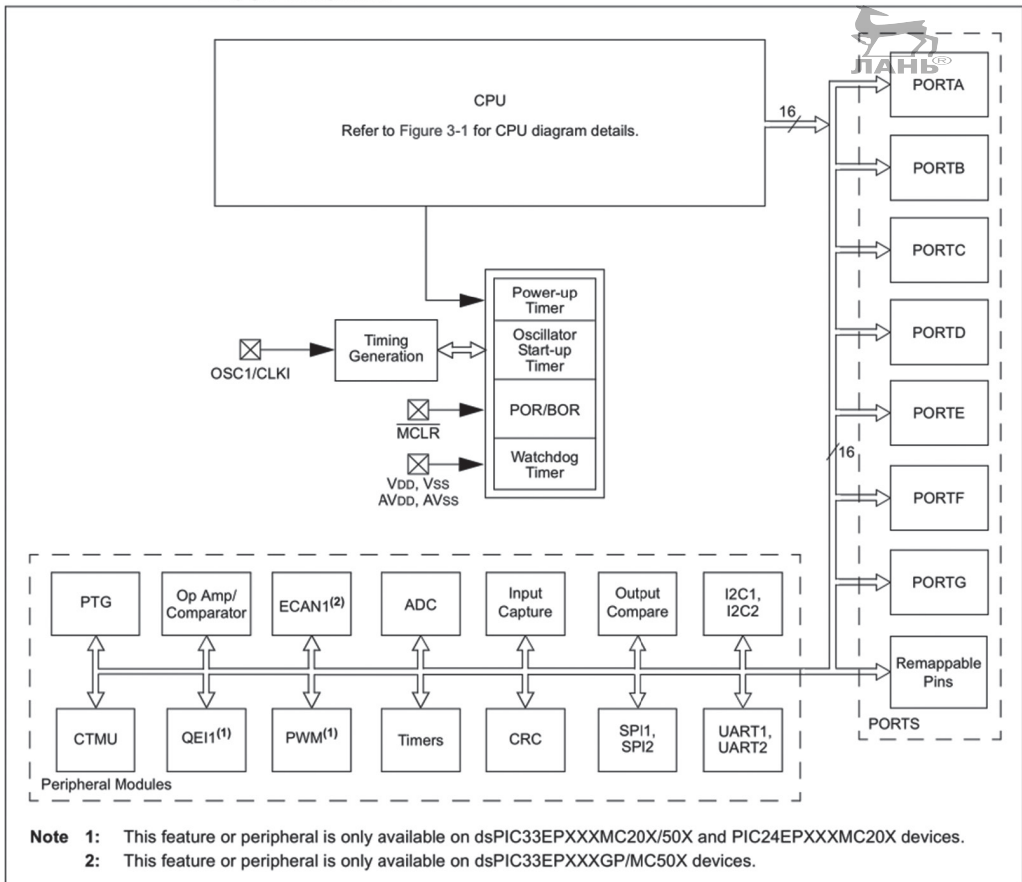 ЛАНЬ®
CPU
Refer to Figure 3-1 for CPU diagram details.
16
PORTA
PORTB
PORTC
PORTD
PORTE
16
PORTF
PORTG
Remappable
Pins
PORTS
Power-up
Timer
Oscillator
Start-up
Timer
POR/BOR
Watchdog
Timer
Timing
Generation
OSC1/CLKI
MCLR
VDD, VSS
AVDD, AVSS
PTG
Op Amp/
Comparator
ECAN1(2)
ADC
Input
Capture
Output
Compare
I2C1,
I2C2
CTMU
QEI1(1)
PWM(1)
Timers
CRC
SPI1,
SPI2
UART1,
UART2
Peripheral Modules
Note 1: This feature or peripheral is only available on dsPIC33EPXXXMC20X/50X and PIC24EPXXXMC20X devices.
2: This feature or peripheral is only available on dsPIC33EPXXXGP/MC50X devices.